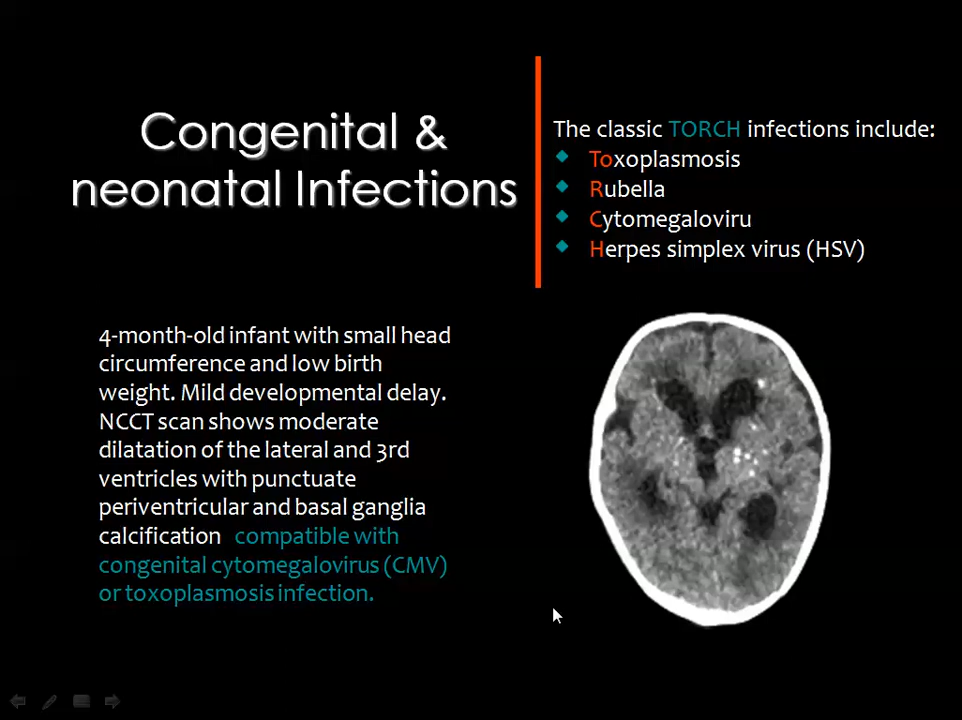 Congenital &
neonatal Infections
The classic TORCH infections include:
Toxoplasmosis
Rubella
Cytomegaloviru
Herpes simplex virus (HSV)
4-month-old infant with small head
circumference and low birth
weight. Mild developmental delay.
NCCT scan shows moderate
dilatation of the lateral and 3rd
ventricles with punctuate
periventricular and basal ganglia
calcification compatible with
congenital cytomegalovirus (CMV)
or toxoplasmosis infection.